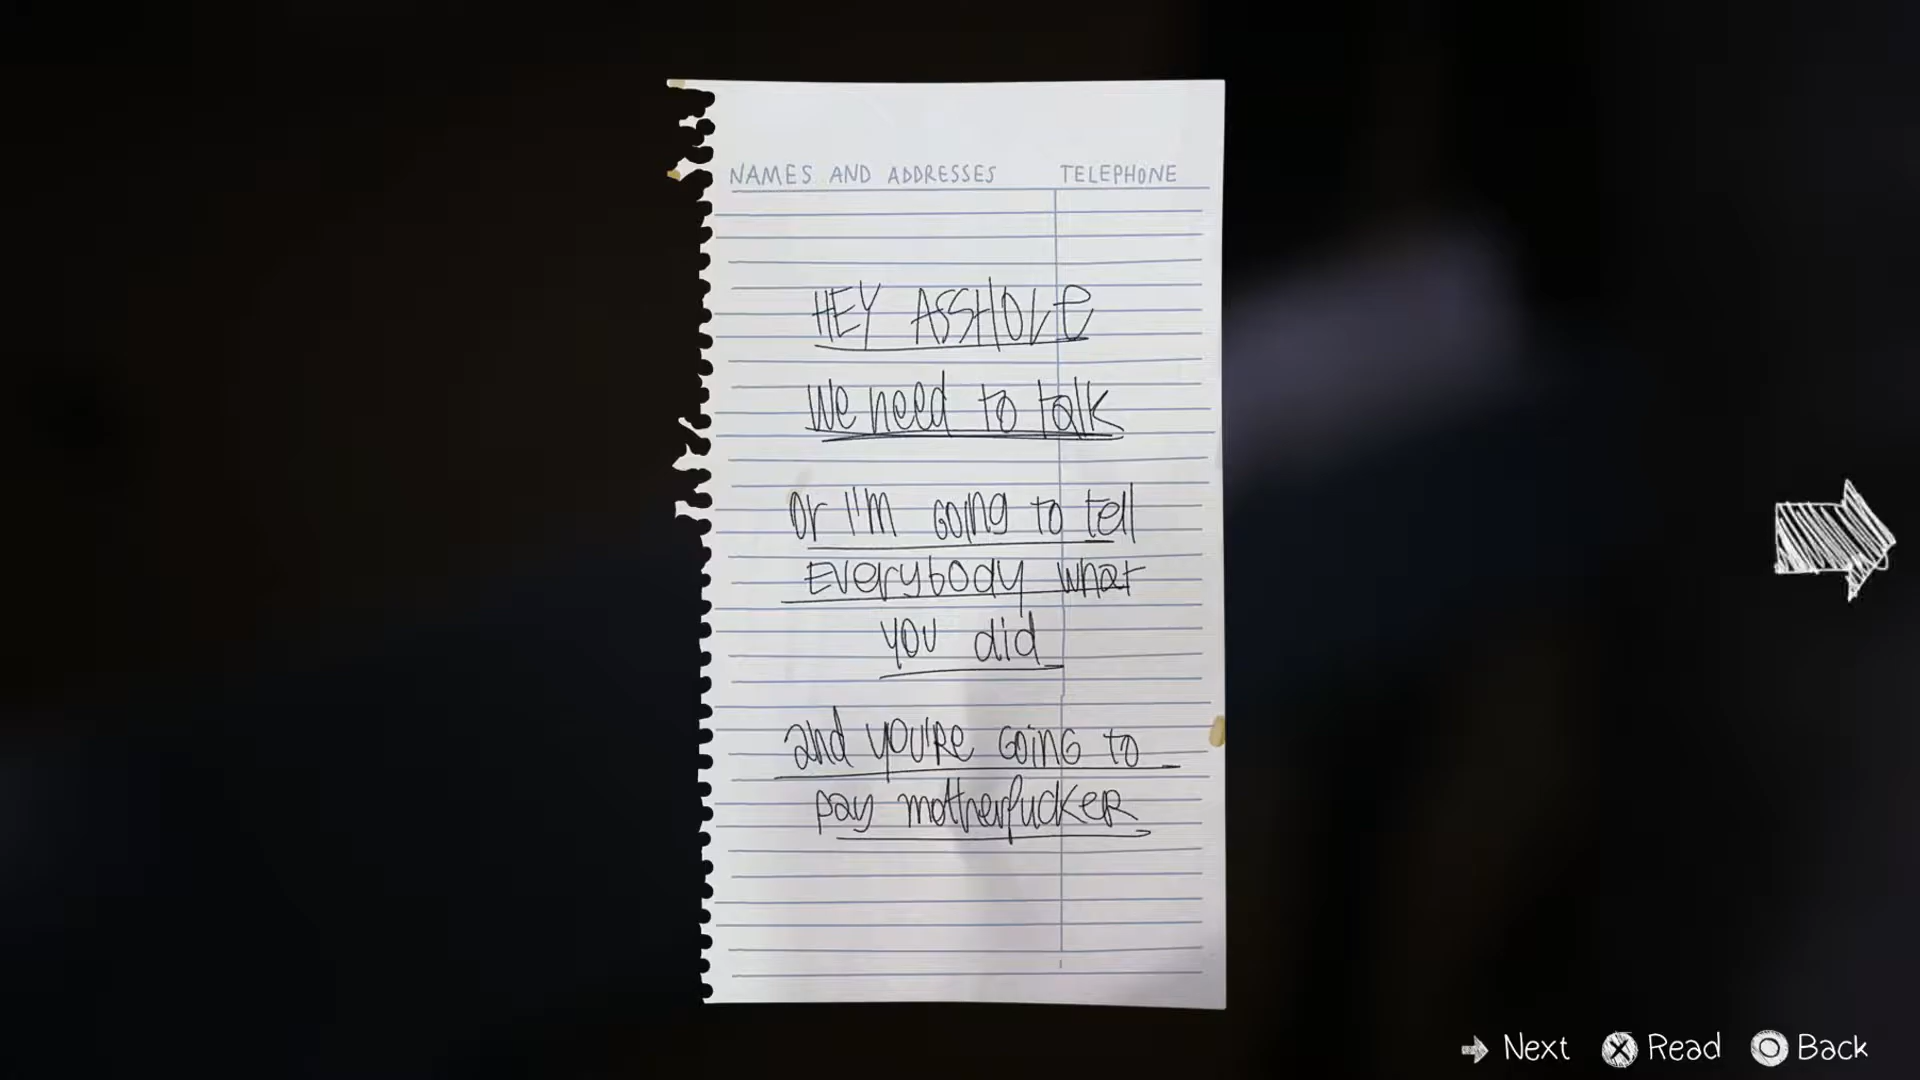 NAMES AND ADDRESSES TELEPHONE
HEY ASSHOLE
We need to talk
Or I'm GOING to tell
Everybody what
you did
and you're GOING to
pay motherfuckeR
Next Read Back